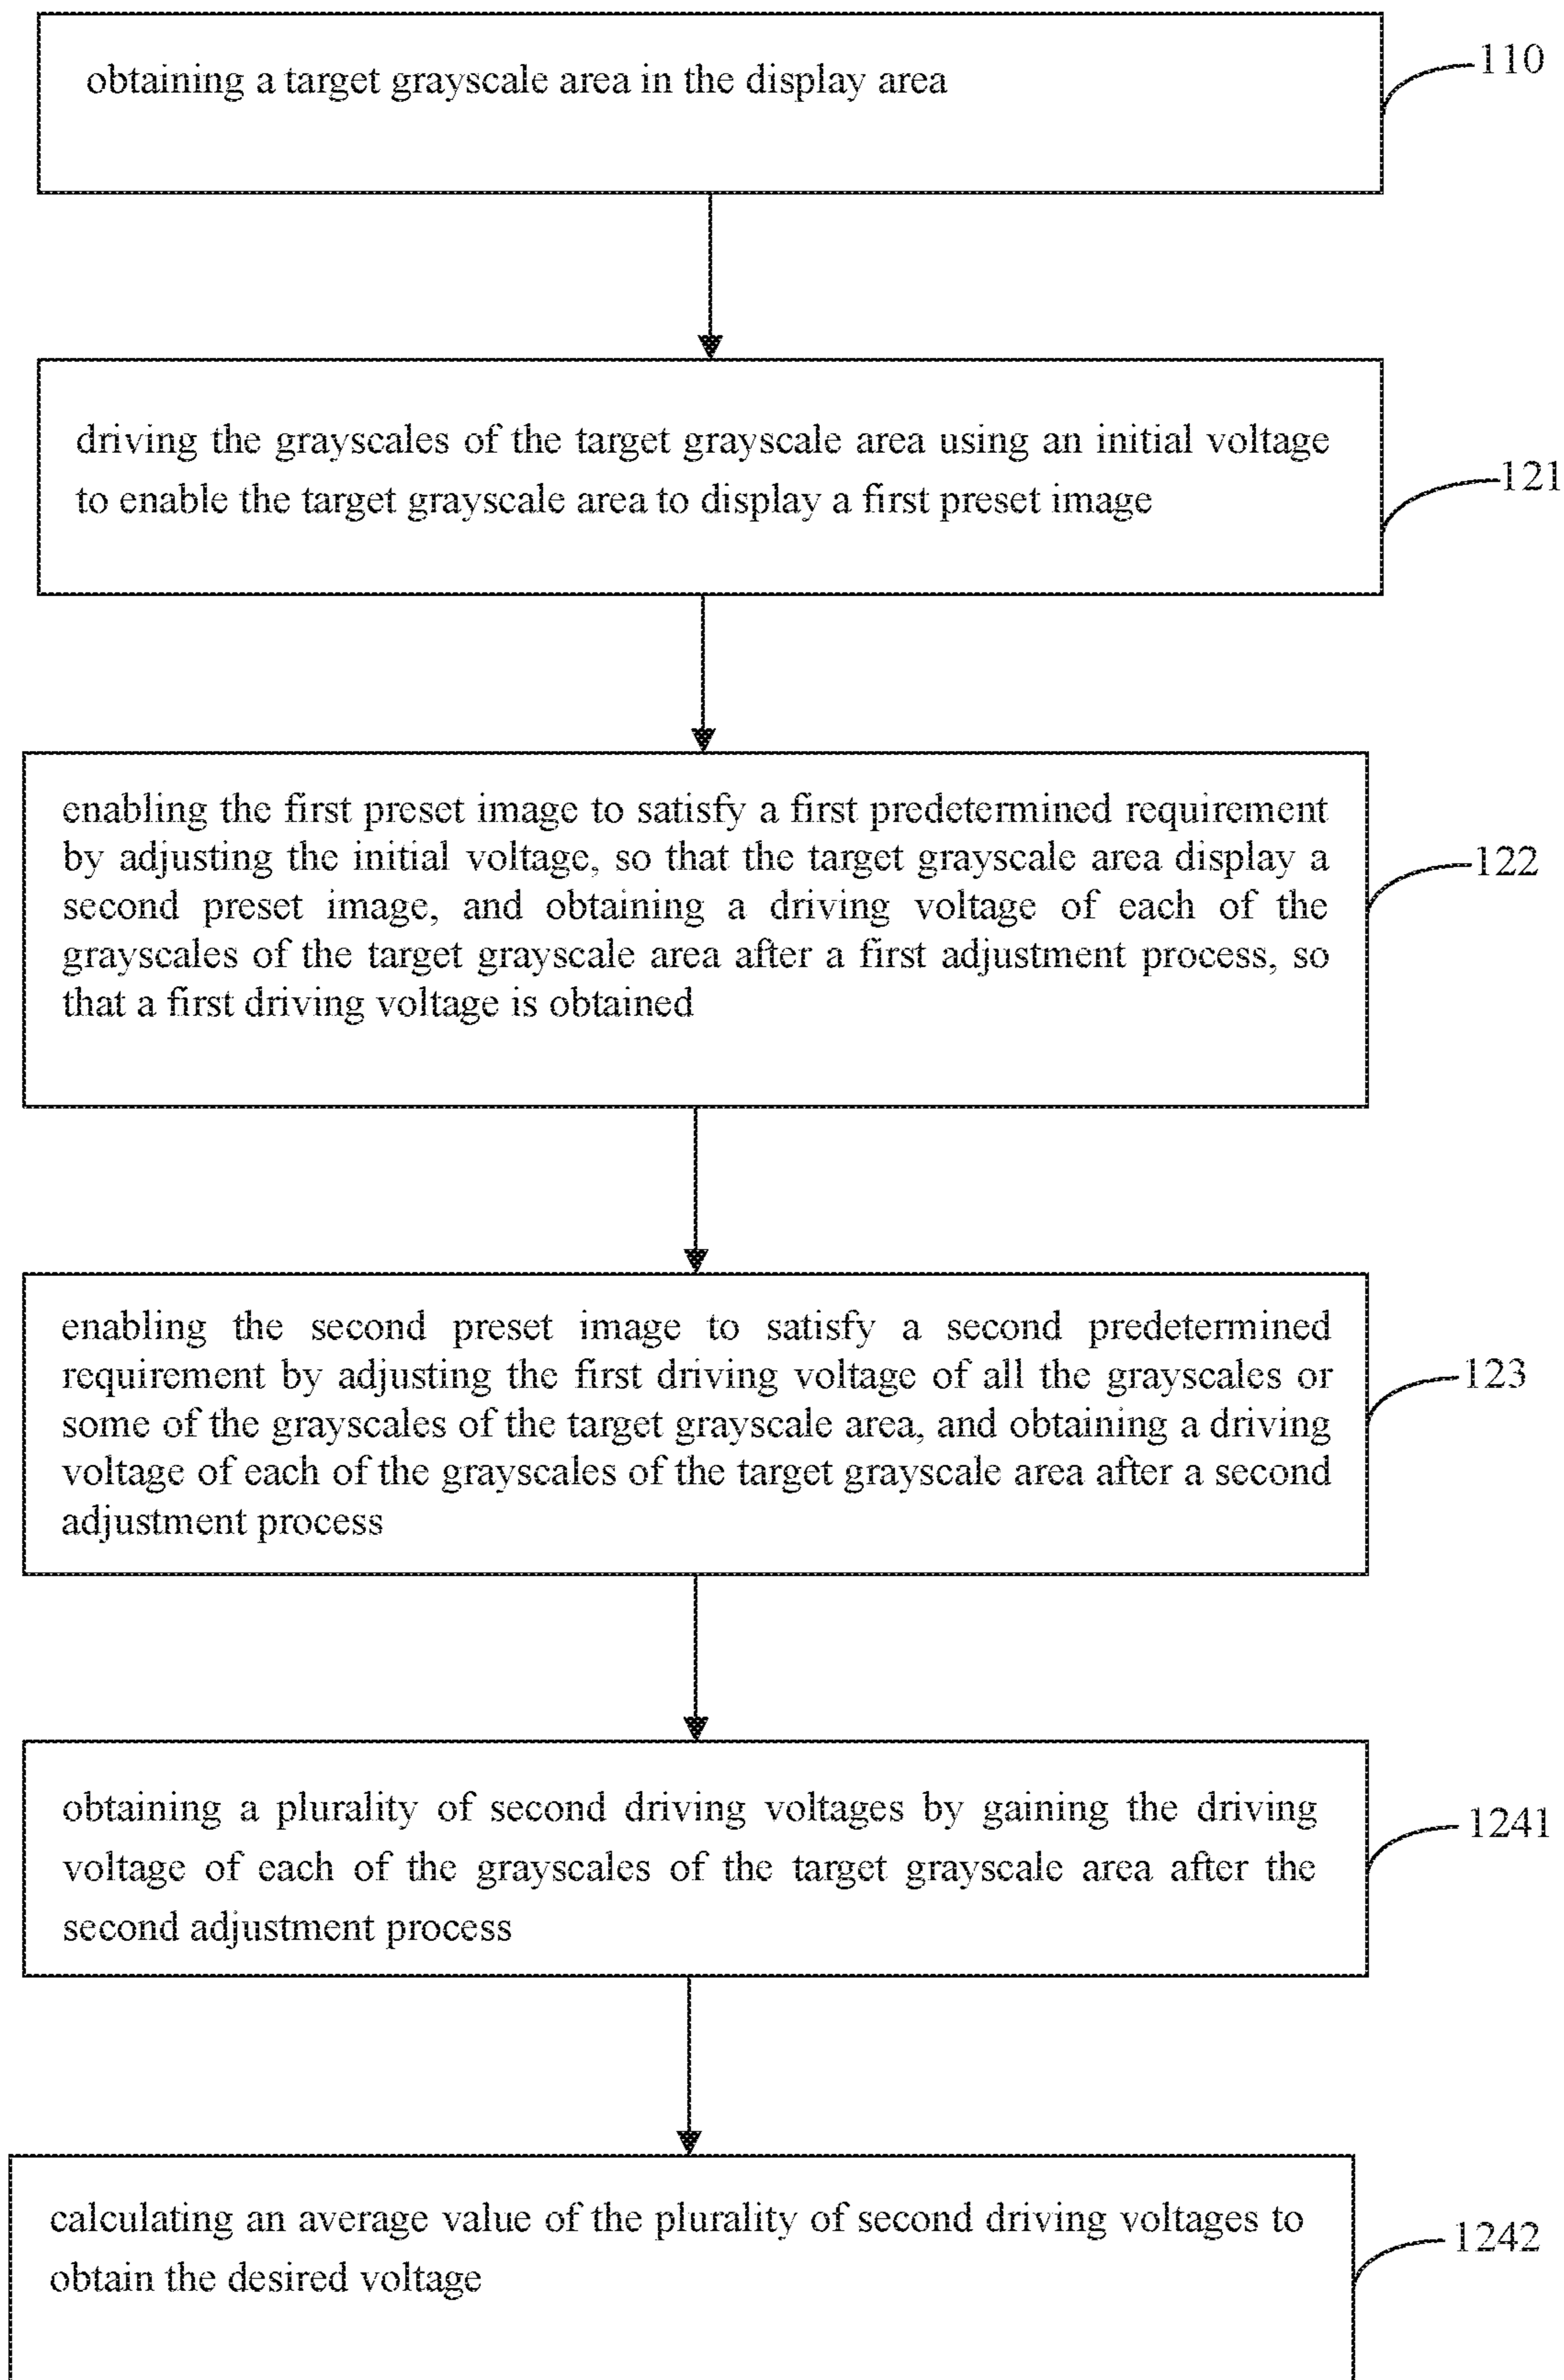 obtaining a target grayscale area in the display area
110
driving the grayscales of the target grayscale area using an initial voltage
to enable the target grayscale area to display a first preset image
121
enabling the first preset image to satisfy a first predetermined requirement
by adjusting the initial voltage, so that the target grayscale area display a
second preset image, and obtaining a driving voltage of each of the
grayscales of the target grayscale area after a first adjustment process, so
that a first driving voltage is obtained
122
enabling the second preset image to satisfy a second predetermined
requirement by adjusting the first driving voltage of all the grayscales or
some of the grayscales of the target grayscale area, and obtaining a driving
voltage of each of the grayscales of the target grayscale area after a second
adjustment process
123
obtaining a plurality of second driving voltages by gaining the driving
voltage of each of the grayscales of the target grayscale area after the
second adjustment process
1241
calculating an average value of the plurality of second driving voltages to
obtain the desired voltage
1242